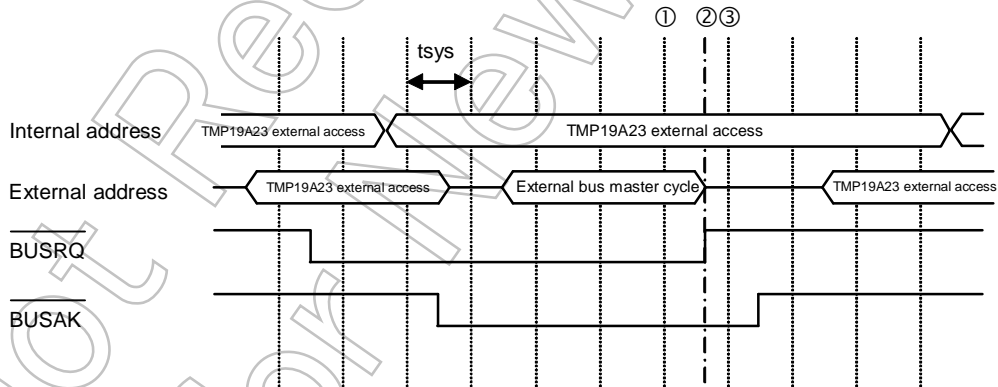 ① ②③
tsys
Internal address
TMP19A23 external access
TMP19A23 external access
External address
TMP19A23 external access
External bus master cycle
TMP19A23 external access
BUSRQ
BUSAK